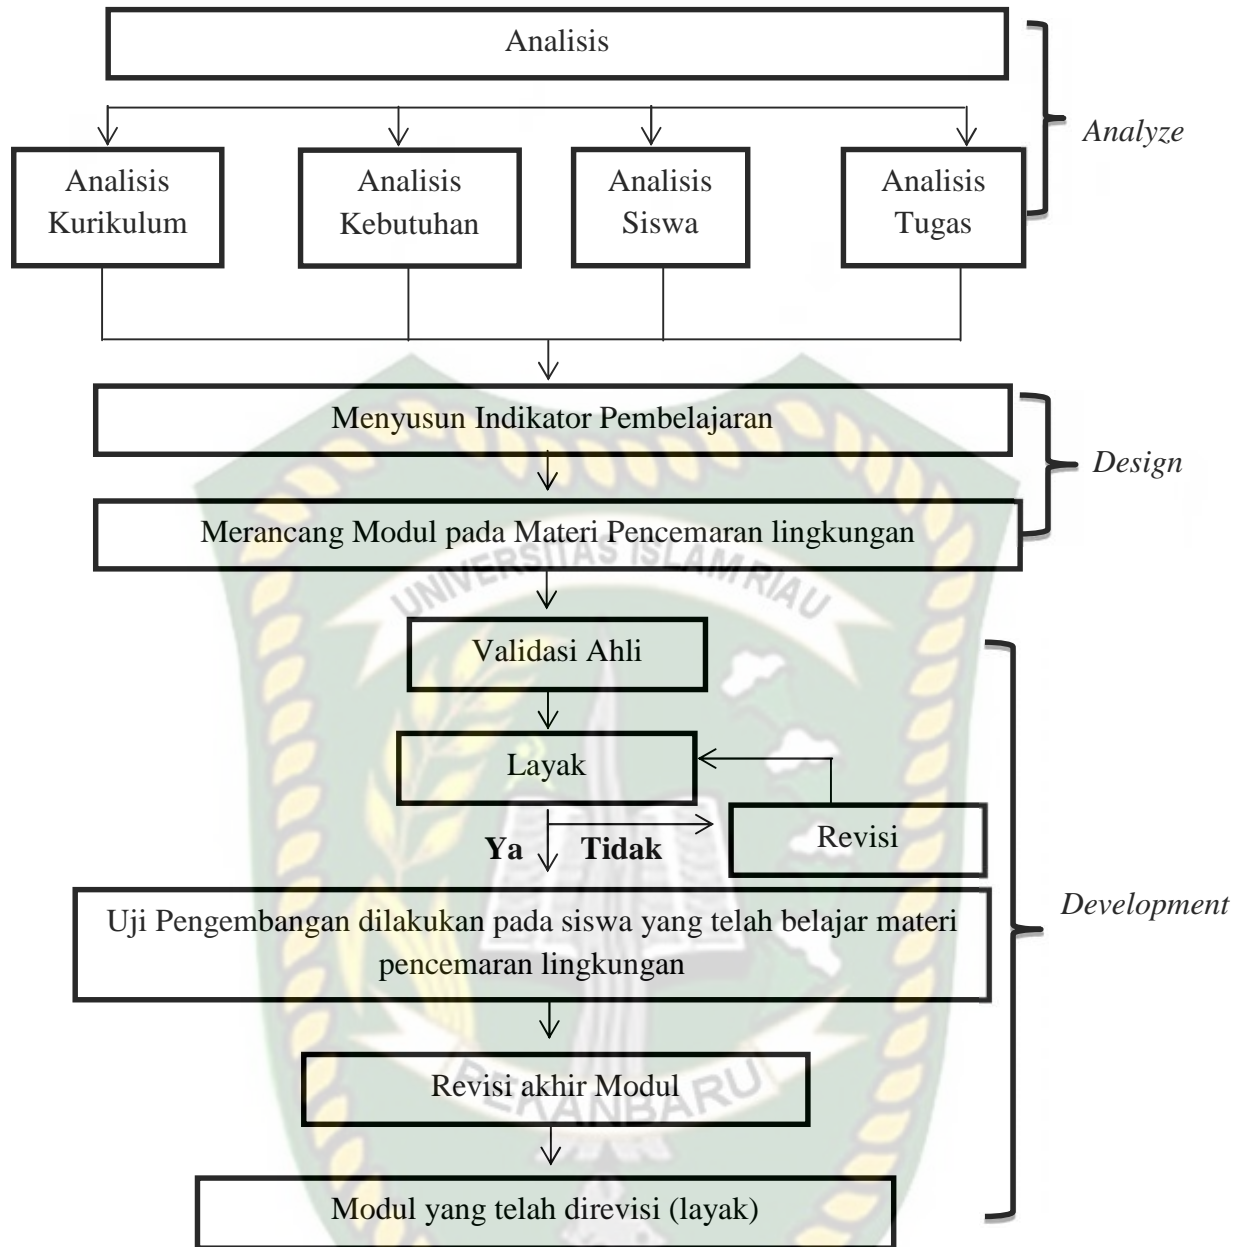 Analisis
Analyze
Analisis
Kurikulum
Analisis
Kebutuhan
Analisis
Siswa
Analisis
Tugas
Menyusun Indikator Pembelajaran
Design
Merancang Modul pada Materi Pencemaran lingkungan
UNIVERSITAS ISLAM RIAU
Validasi Ahli
Layak
Revisi
Ya
Tidak
Uji Pengembangan dilakukan pada siswa yang telah belajar materi
pencemaran lingkungan
Development
Revisi akhir Modul
PEKANBARU
Modul yang telah direvisi (layak)